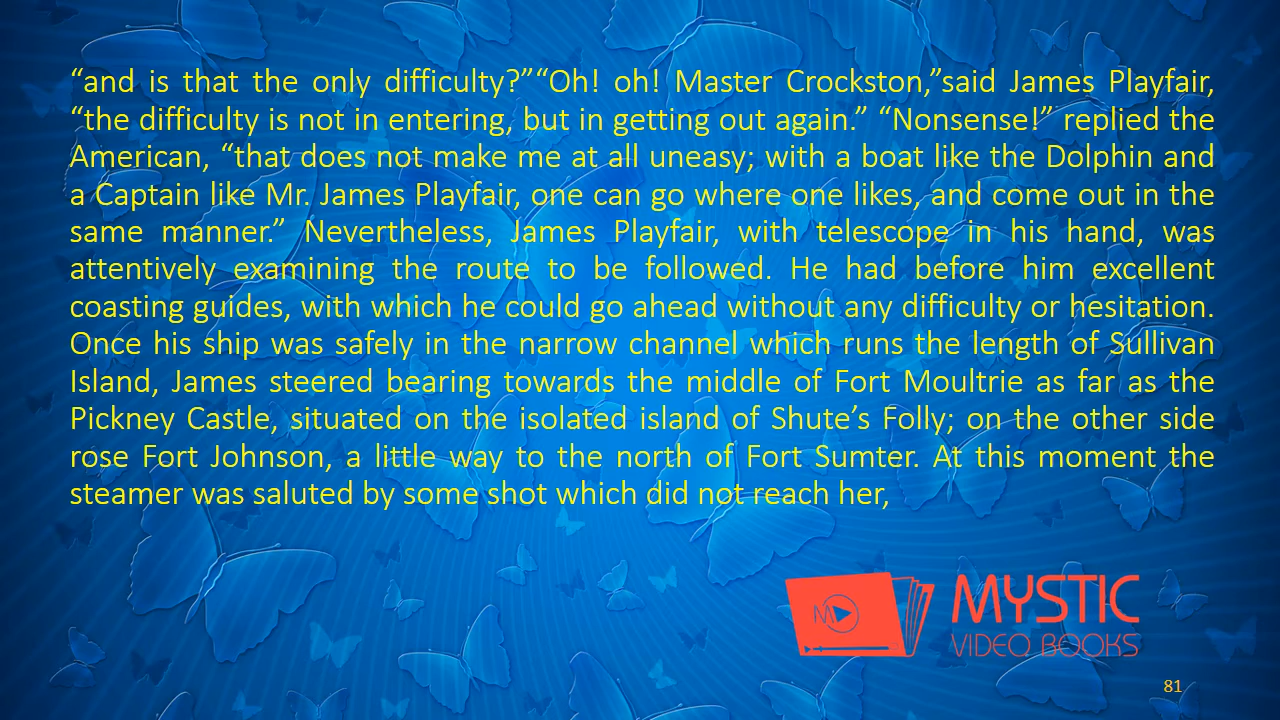 “and is that the only difficulty?”“Oh! oh! Master Crockston,”said James Playfair,
“the difficulty is not in entering, but in getting out again.” “Nonsense!” replied the
American, “that does not make me at all uneasy; with a boat like the Dolphin and
a Captain like Mr. James Playfair, one can go where one likes, and come out in the
same manner.” Nevertheless, James Playfair, with telescope in his hand, was
attentively examining the route to be followed. He had before him excellent
coasting guides, with which he could go ahead without any difficulty or hesitation.
Once his ship was safely in the narrow channel which runs the length of Sullivan
Island, James steered bearing towards the middle of Fort Moultrie as far as the
Pickney Castle, situated on the isolated island of Shute’s Folly; on the other side
rose Fort Johnson, a little way to the north of Fort Sumter. At this moment the
steamer was saluted by some shot which did not reach her,
M
MYSTIC
VIDEO BOOKS
81